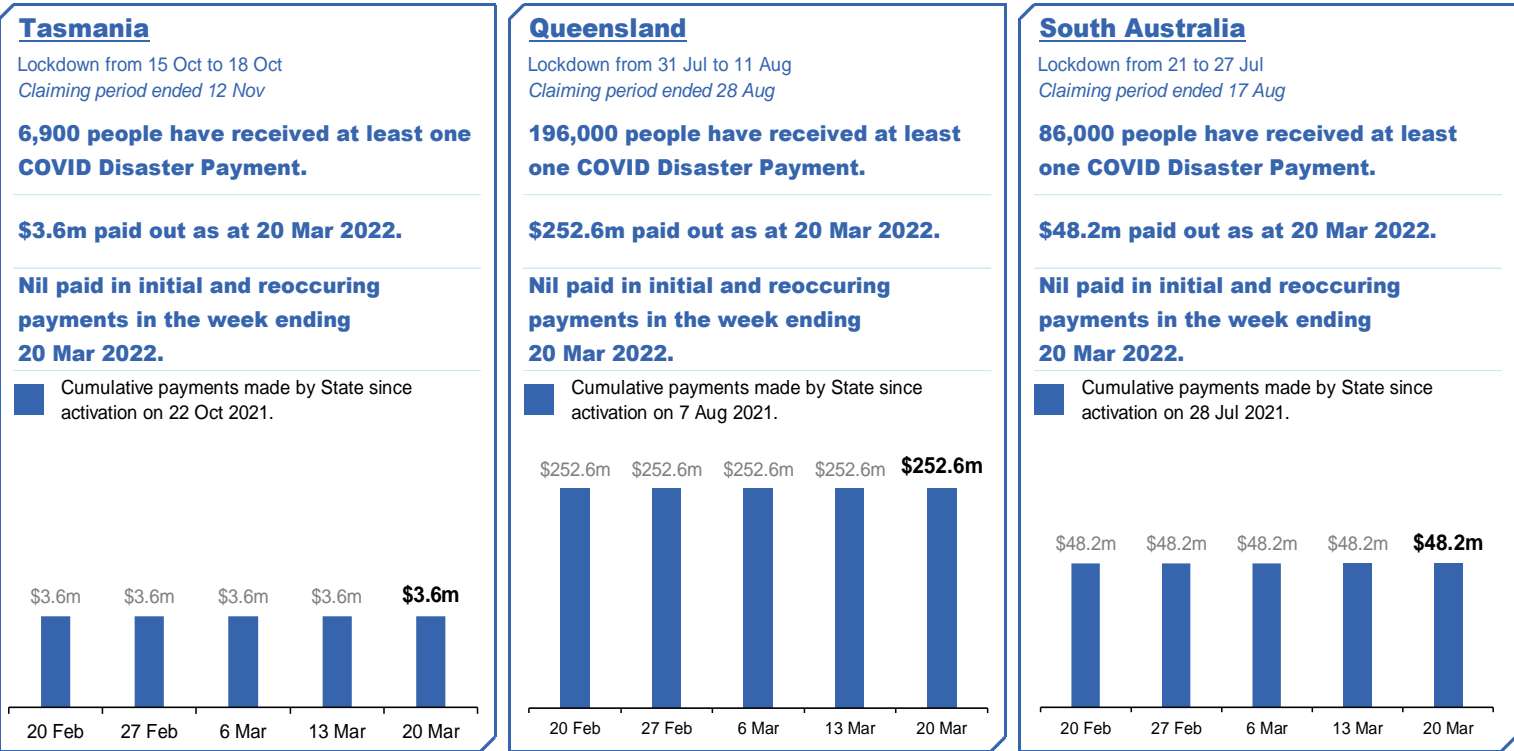 Tasmania
Lockdown from 15 Oct to 18 Oct
Claiming period ended 12 Nov
6,900 people have received at least one
COVID Disaster Payment.
$3.6m paid out as at 20 Mar 2022.
Nil paid in initial and reoccuring
payments in the week ending
20 Mar 2022.
Cumulative payments made by State since
activation on 22 Oct 2021.
$3.6m $3.6m $3.6m $3.6m $3.6m
20 Feb 27 Feb 6 Mar 13 Mar 20 Mar
Queensland
Lockdown from 31 Jul to 11 Aug
Claiming period ended 28 Aug
196,000 people have received at least
one COVID Disaster Payment.
$252.6m paid out as at 20 Mar 2022.
Nil paid in initial and reoccuring
payments in the week ending
20 Mar 2022.
Cumulative payments made by State since
activation on 7 Aug 2021.
$252.6m $252.6m $252.6m $252.6m $252.6m
20 Feb 27 Feb 6 Mar 13 Mar 20 Mar
South Australia
Lockdown from 21 to 27 Jul
Claiming period ended 17 Aug
86,000 people have received at least
one COVID Disaster Payment.
$48.2m paid out as at 20 Mar 2022.
Nil paid in initial and reoccuring
payments in the week ending
20 Mar 2022.
Cumulative payments made by State since
activation on 28 Jul 2021.
$48.2m $48.2m $48.2m $48.2m $48.2m
20 Feb 27 Feb 6 Mar 13 Mar 20 Mar